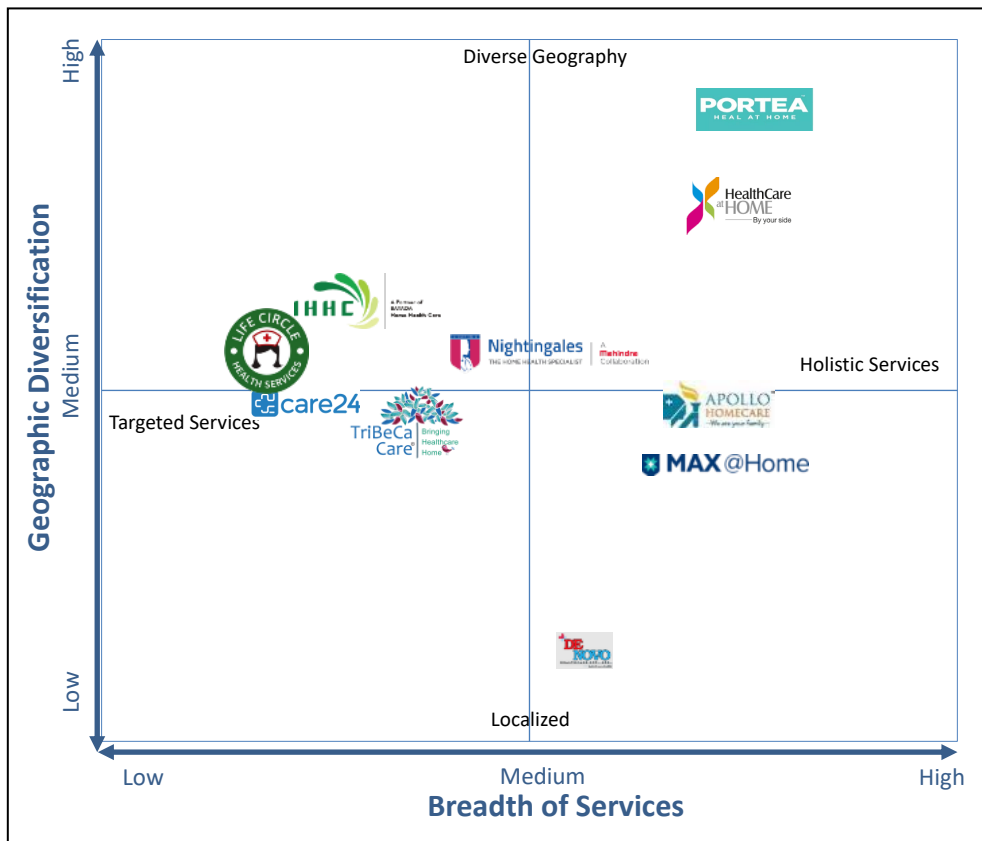 High
Diverse Geography
PORTEA
HEAL AT HOME
HealthCare
at HOME
By your side
Geographic Diversification
IHHC
A Partner of
Home Health Care
LIFE CIRCLE
HEALTH SERVICES
Nightingales
THE HOME HEALTH SPECIALIST
A
Mahindra
Collaboration
Medium
Holistic Services
care24
Targeted Services
TriBeCa
Care
Bringing
Healthcare
Home
APOLLO
HOMECARE
We are your family
MAX@Home
DE
NOVO
Low
Localized
Low
Medium
High
Breadth of Services